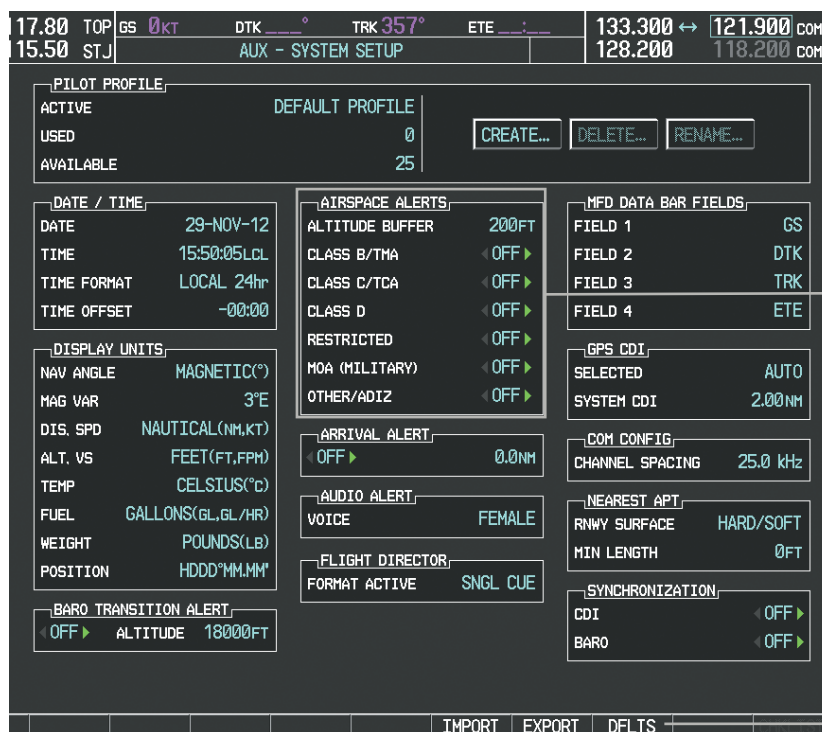 17.80 TOP GS 0KT DTK ___° TRK 357° ETE __:__ 133.300 ↔ 121.900 COM
15.50 STJ AUX – SYSTEM SETUP 128.200 118.200 COM
PILOT PROFILE
ACTIVE DEFAULT PROFILE
USED 0
AVAILABLE 25
CREATE... DELETE... RENAME...
DATE / TIME
DATE 29-NOV-12
TIME 15:50:05LCL
TIME FORMAT LOCAL 24hr
TIME OFFSET -00:00
DISPLAY UNITS
NAV ANGLE MAGNETIC(°)
MAG VAR 3°E
DIS, SPD NAUTICAL(NM,KT)
ALT, VS FEET(FT,FPM)
TEMP CELSIUS(°C)
FUEL GALLONS(GL,GL/HR)
WEIGHT POUNDS(LB)
POSITION HDDD°MM.MM'
BARO TRANSITION ALERT
OFF ALTITUDE 18000FT
AIRSPACE ALERTS
ALTITUDE BUFFER 200FT
CLASS B/TMA OFF
CLASS C/TCA OFF
CLASS D OFF
RESTRICTED OFF
MOA (MILITARY) OFF
OTHER/ADIZ OFF
ARRIVAL ALERT
OFF 0.0NM
AUDIO ALERT
VOICE FEMALE
FLIGHT DIRECTOR
FORMAT ACTIVE SNGL CUE
MFD DATA BAR FIELDS
FIELD 1 GS
FIELD 2 DTK
FIELD 3 TRK
FIELD 4 ETE
GPS CDI
SELECTED AUTO
SYSTEM CDI 2.00NM
COM CONFIG
CHANNEL SPACING 25.0 kHz
NEAREST APT
RNWY SURFACE HARD/SOFT
MIN LENGTH 0FT
SYNCHRONIZATION
CDI OFF
BARO OFF
IMPORT EXPORT DFLTS